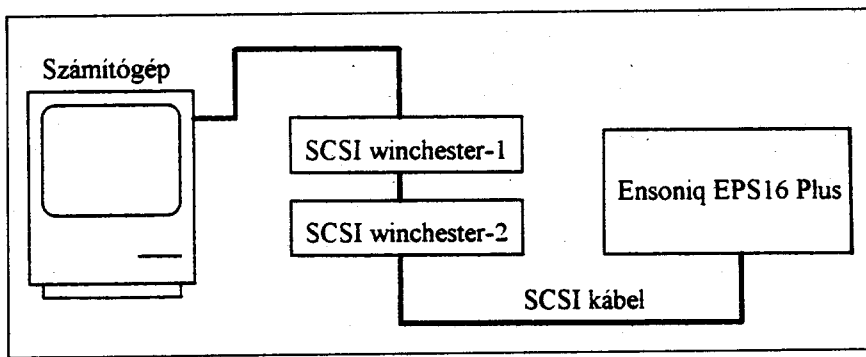 Számítógép
SCSI winchester-1
SCSI winchester-2
Ensoniq EPS16 Plus
SCSI kábel